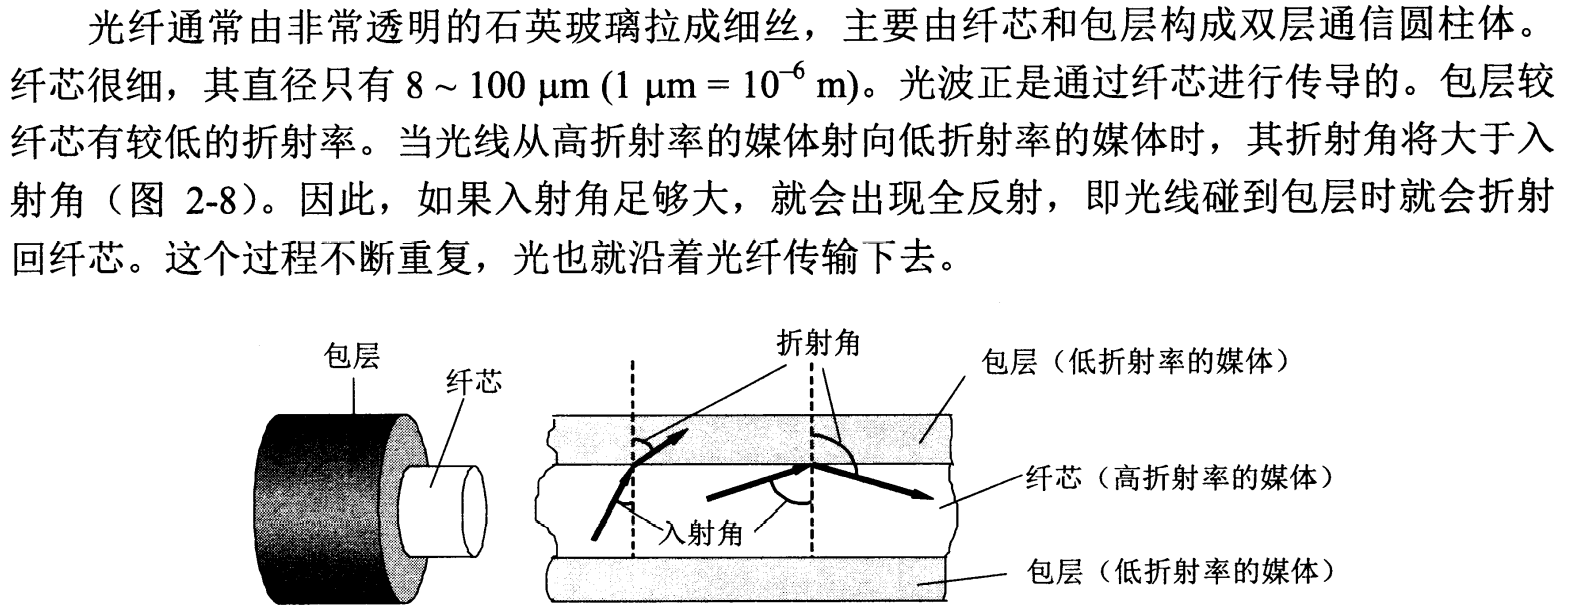 光纤通常由非常透明的石英玻璃拉成细丝，主要由纤芯和包层构成双层通信圆柱体。
纤芯很细，其直径只有 8 ~ 100 μm (1 μm = 10⁻⁶ m)。光波正是通过纤芯进行传导的。包层较
纤芯有较低的折射率。当光线从高折射率的媒体射向低折射率的媒体时，其折射角将大于入
射角（图 2-8）。因此，如果入射角足够大，就会出现全反射，即光线碰到包层时就会折射
回纤芯。这个过程不断重复，光也就沿着光纤传输下去。
折射角
包层
包层（低折射率的媒体）
纤芯
纤芯（高折射率的媒体）
入射角
包层（低折射率的媒体）